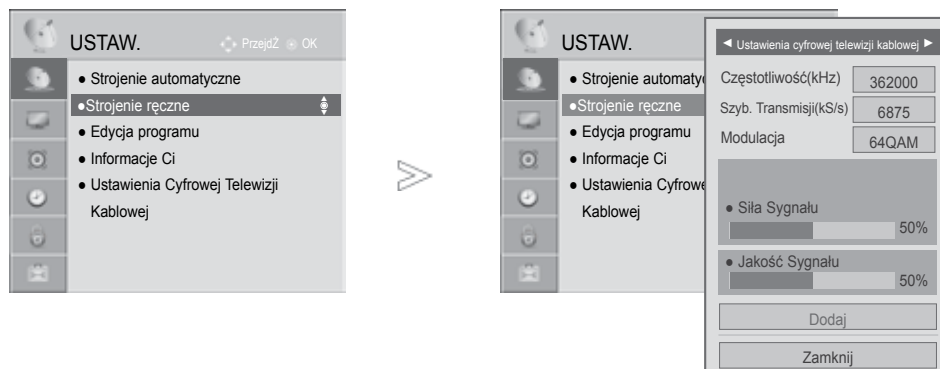 USTAW.
PrzejdŹ OK
● Strojenie automatyczne
●Strojenie ręczne
● Edycja programu
● Informacje Ci
● Ustawienia Cyfrowej Telewizji
Kablowej
USTAW.
● Strojenie automaty
●Strojenie ręczne
● Edycja programu
● Informacje Ci
● Ustawienia Cyfrowe
Kablowej
◄ Ustawienia cyfrowej telewizji kablowej ►
Częstotliwość(kHz) 362000
Szyb. Transmisji(kS/s) 6875
Modulacja 64QAM
● Siła Sygnału
50%
● Jakość Sygnału
50%
Dodaj
Zamknij